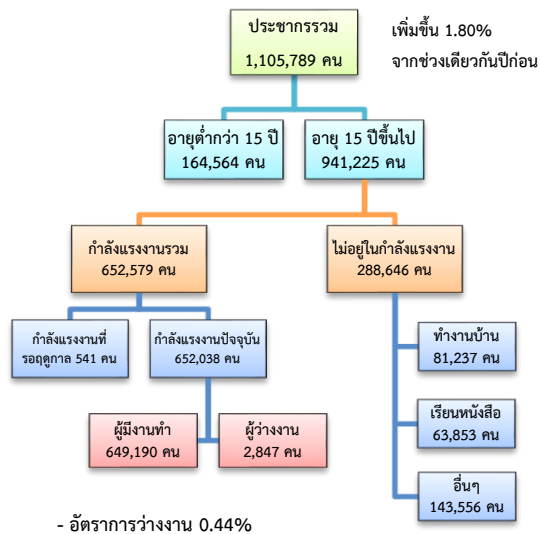 ประชากรรวม
1,105,789 คน
เพิ่มขึ้น 1.80%
จากช่วงเดียวกันปีก่อน
อายุต่ำกว่า 15 ปี
164,564 คน
อายุ 15 ปีขึ้นไป
941,225 คน
กำลังแรงงานรวม
652,579 คน
ไม่อยู่ในกำลังแรงงาน
288,646 คน
กำลังแรงงานที่
รอฤดูกาล 541 คน
กำลังแรงงานปัจจุบัน
652,038 คน
ทำงานบ้าน
81,237 คน
ผู้มีงานทำ
649,190 คน
ผู้ว่างงาน
2,847 คน
เรียนหนังสือ
63,853 คน
อื่นๆ
143,556 คน
- อัตราการว่างงาน 0.44%